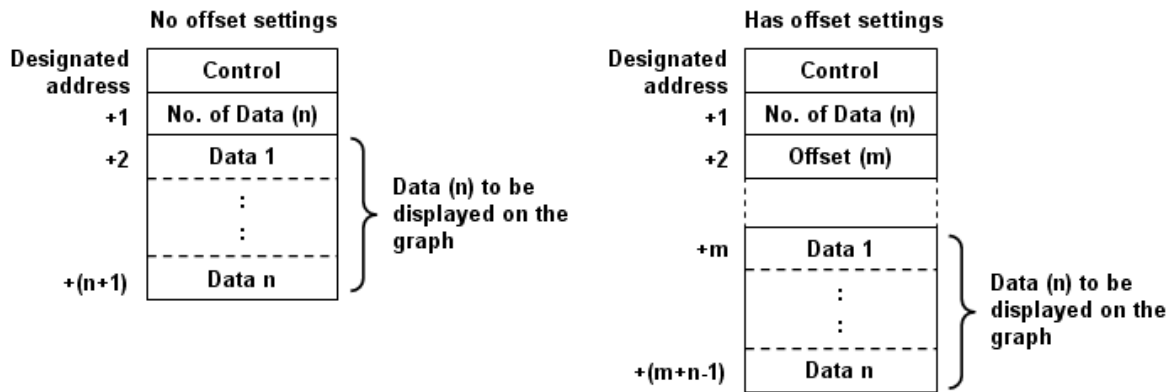 No offset settings
Designated address
Control
+1
No. of Data (n)
+2
Data 1
:
:
+(n+1)
Data n
Data (n) to be
displayed on the
graph
Has offset settings
Designated address
Control
+1
No. of Data (n)
+2
Offset (m)
+m
Data 1
:
:
+(m+n-1)
Data n
Data (n) to be
displayed on the
graph